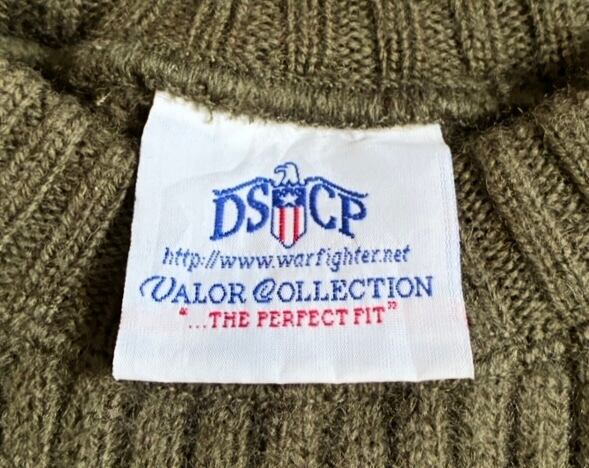 DSCP
http://www.warfighter.net
VALOR COLLECTION
"...THE PERFECT FIT"